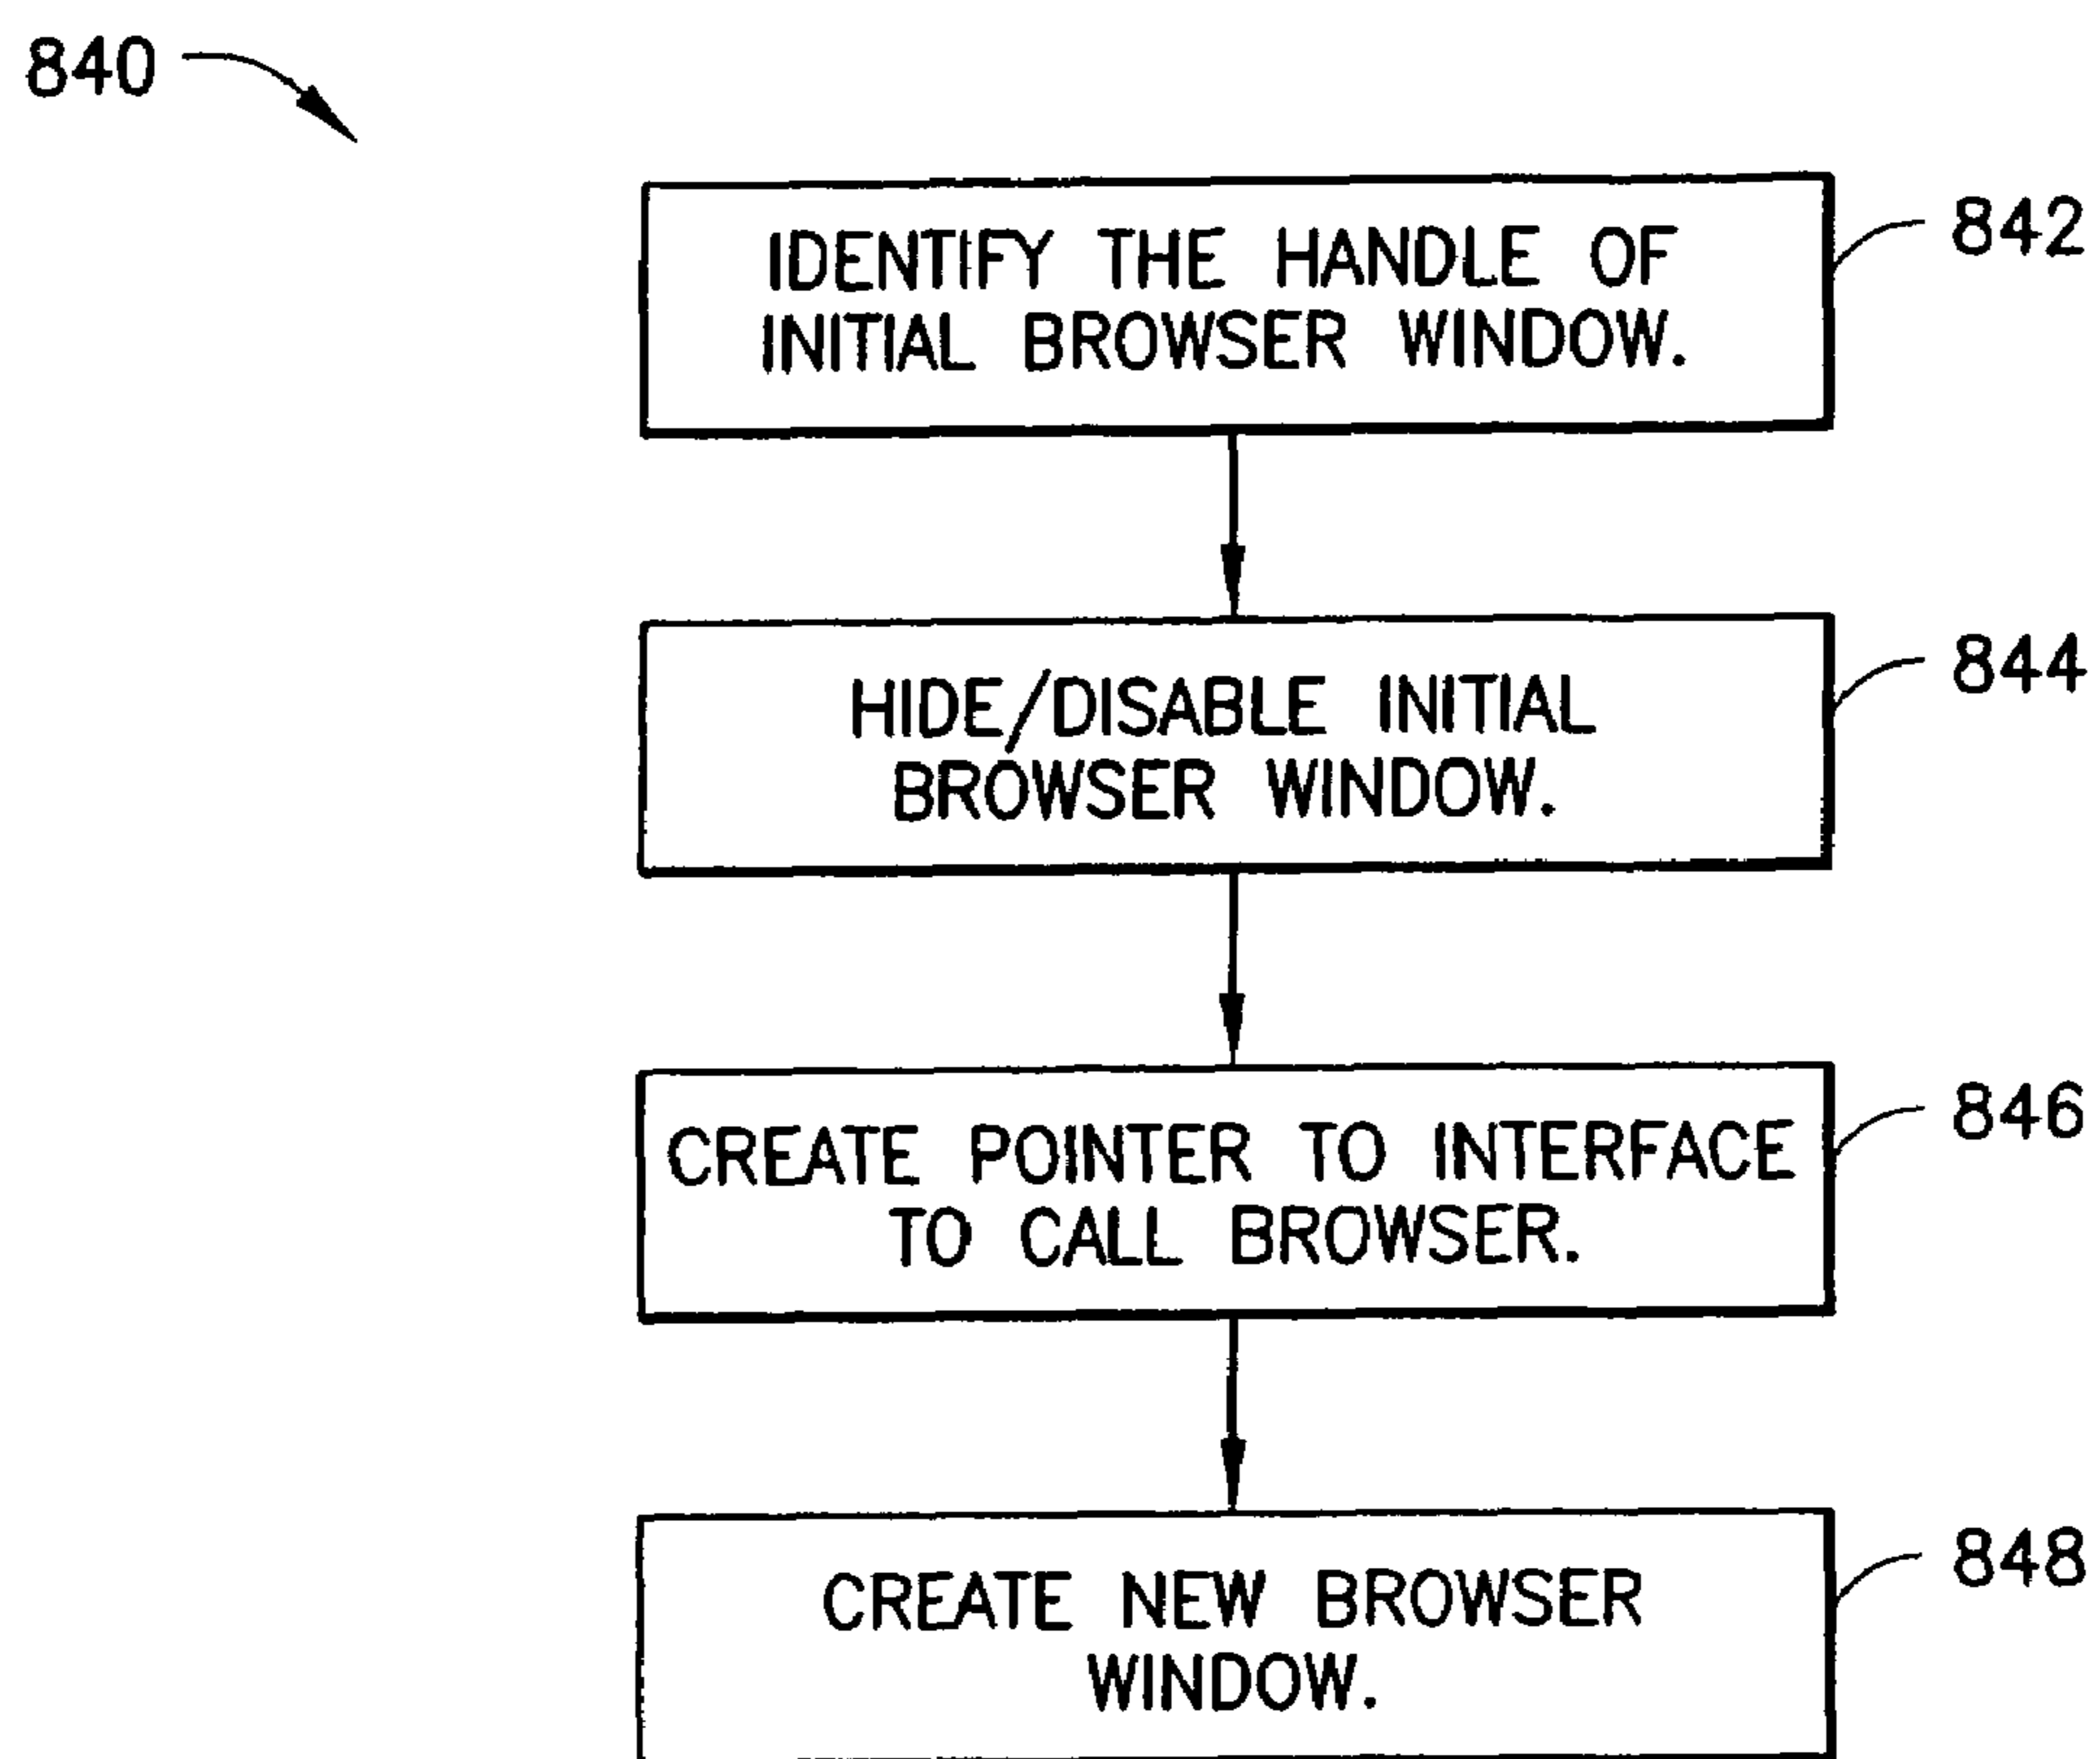 840
IDENTIFY THE HANDLE OF
INITIAL BROWSER WINDOW.
842
HIDE/DISABLE INITIAL
BROWSER WINDOW.
844
CREATE POINTER TO INTERFACE
TO CALL BROWSER.
846
CREATE NEW BROWSER
WINDOW.
848